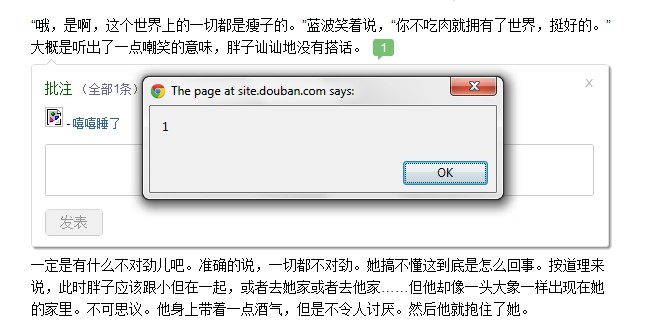 “哦，是啊，这个世界上的一切都是瘦子的。”蓝波笑着说，“你不吃肉就拥有了世界，挺好的。”
大概是听出了一点嘲笑的意味，胖子讪讪地没有搭话。 1
批注 （全部1条） x
- 嘻嘻睡了
The page at site.douban.com says:
1
OK
发表
一定是有什么不对劲儿吧。准确的说，一切都不对劲。她搞不懂这到底是怎么回事。按道理来
说，此时胖子应该跟小但在一起，或者去她家或者去他家……但他却像一头大象一样出现在她
的家里。不可思议。他身上带着一点酒气，但是不令人讨厌。然后他就抱住了她。